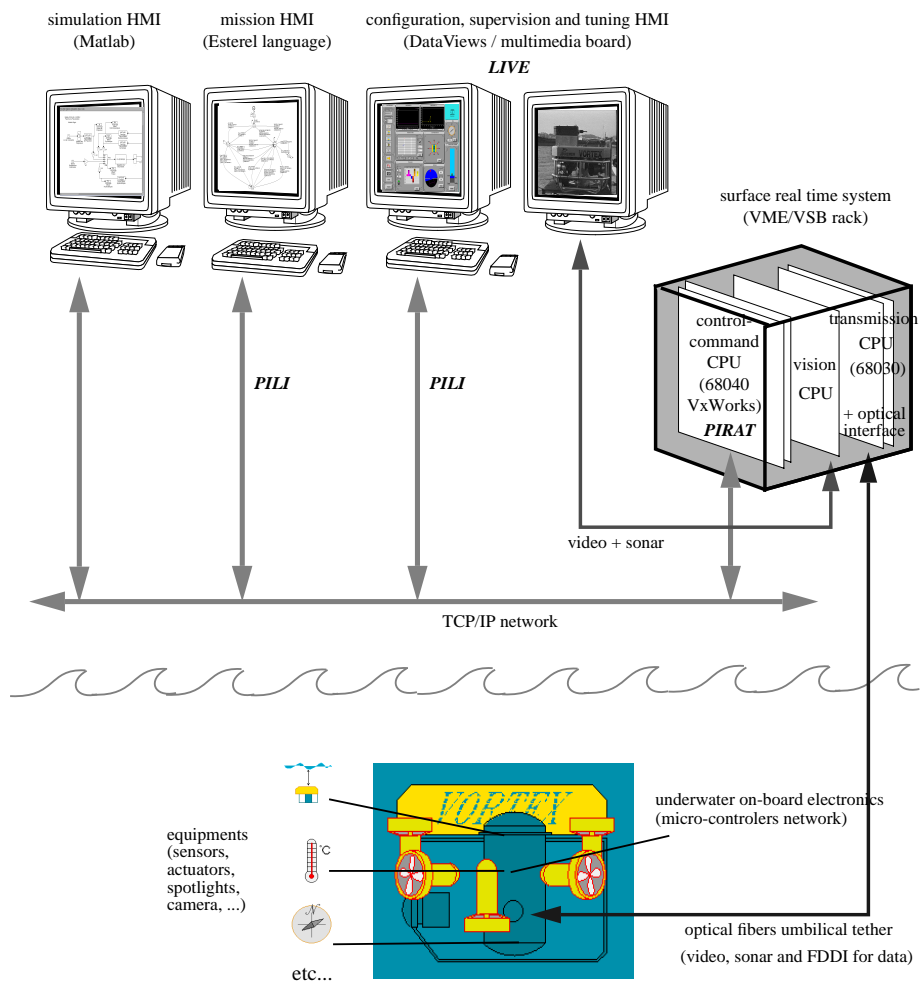 simulation HMI
(Matlab)
mission HMI
(Esterel language)
configuration, supervision and tuning HMI
(DataViews / multimedia board)
LIVE
surface real time system
(VME/VSB rack)
control-
command
CPU
(68040
VxWorks)
PIRAT
vision
CPU
transmission
CPU
(68030)
+ optical
interface
PILI
PILI
video + sonar
TCP/IP network
VORTEX
underwater on-board electronics
(micro-controlers network)
equipments
(sensors,
actuators,
spotlights,
camera, ...)
°C
N
etc...
optical fibers umbilical tether
(video, sonar and FDDI for data)